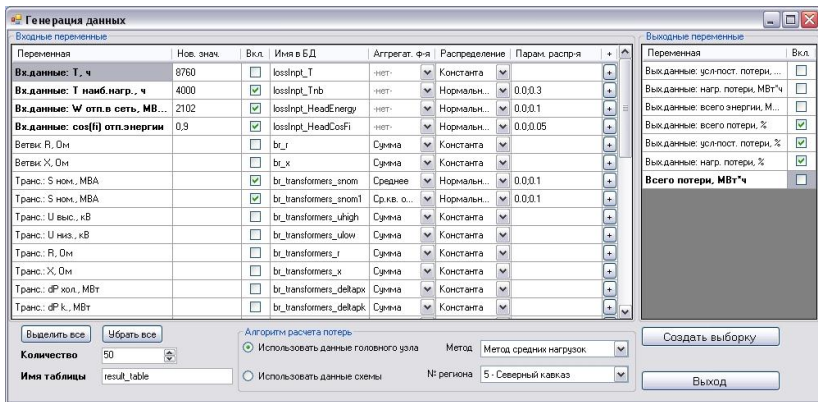 Генерация данных
Входные переменные
Переменная Нов. знач. Вкл. Имя в БД Аггрегат. ф-я Распределение Парам. распр-я +
Вх.данные: T, ч 8760 lossInpt_T -нет- Константа +
Вх.данные: T наиб.нагр., ч 4000 lossInpt_Tnb -нет- Нормальн... 0.0;0.3 +
Вх.данные: W отп.в сеть, МВ... 2102 lossInpt_HeadEnergy -нет- Нормальн... 0.0;0.1 +
Вх.данные: cos(fi) отп.энергии 0,9 lossInpt_HeadCosFi -нет- Нормальн... 0.0;0.05 +
Ветви: R, Ом br_r Сумма Константа +
Ветви: X, Ом br_x Сумма Константа +
Транс.: S ном., МВА br_transformers_snom Среднее Нормальн... 0.0;0.1 +
Транс.: S ном., МВА br_transformers_snom1 Ср.кв. о... Нормальн... 0.0;0.1 +
Транс.: U выс., кВ br_transformers_uhigh Сумма Константа +
Транс.: U низ., кВ br_transformers_ulow Сумма Константа +
Транс.: R, Ом br_transformers_r Сумма Константа +
Транс.: X, Ом br_transformers_x Сумма Константа +
Транс.: dP хол., МВт br_transformers_deltapx Сумма Константа +
Транс.: dP k., МВт br_transformers_deltapk Сумма Константа +
Выходные переменные
Переменная Вкл.
Вых.данные: усл-пост. потери, ...
Вых.данные: нагр. потери, МВт*ч
Вых.данные: всего энергии, М...
Вых.данные: всего потери, %
Вых.данные: усл-пост. потери, %
Вых.данные: нагр. потери, %
Всего потери, МВт*ч
Выделить все Убрать все
Количество 50
Имя таблицы result_table
Алгоритм расчета потерь
Использовать данные головного узла Метод Метод средних нагрузок
Использовать данные схемы № региона 5 - Северный кавказ
Создать выборку
Выход